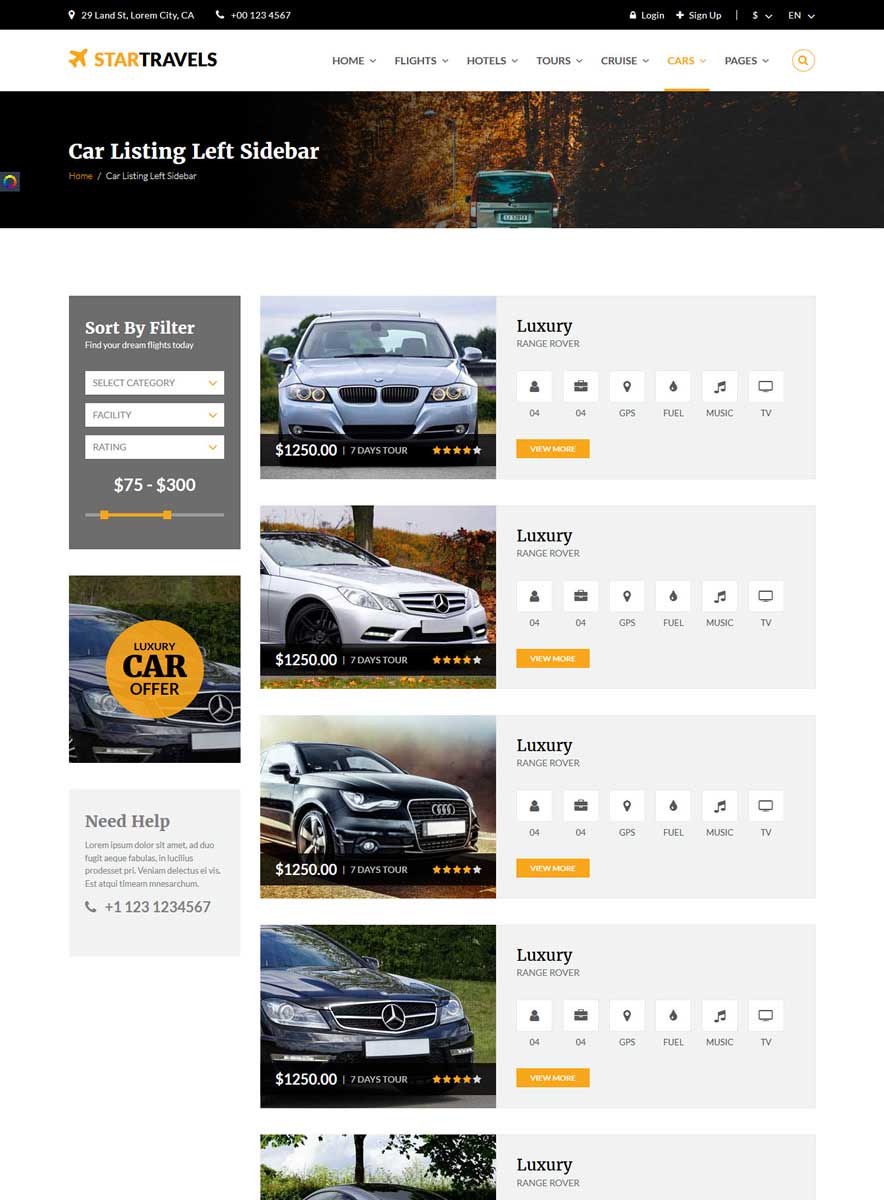 29 Land St, Lorem City, CA +00 123 4567 Login Sign Up | $ EN
STARTRAVELS HOME FLIGHTS HOTELS TOURS CRUISE CARS PAGES
Car Listing Left Sidebar
Home / Car Listing Left Sidebar
Sort By Filter
Find your dream flights today
SELECT CATEGORY
FACILITY
RATING
$75 - $300
LUXURY
CAR
OFFER
Need Help
Lorem ipsum dolor sit amet, ad duo
fugit aeque fabulas, in lucilius
prodesset pri. Veniam delectus ei vis.
Est atqui timeam mnesarchum.
+1 123 1234567
$1250.00 | 7 DAYS TOUR
Luxury
RANGE ROVER
04 04 GPS FUEL MUSIC TV
VIEW MORE
$1250.00 | 7 DAYS TOUR
Luxury
RANGE ROVER
04 04 GPS FUEL MUSIC TV
VIEW MORE
$1250.00 | 7 DAYS TOUR
Luxury
RANGE ROVER
04 04 GPS FUEL MUSIC TV
VIEW MORE
$1250.00 | 7 DAYS TOUR
Luxury
RANGE ROVER
04 04 GPS FUEL MUSIC TV
VIEW MORE
Luxury
RANGE ROVER